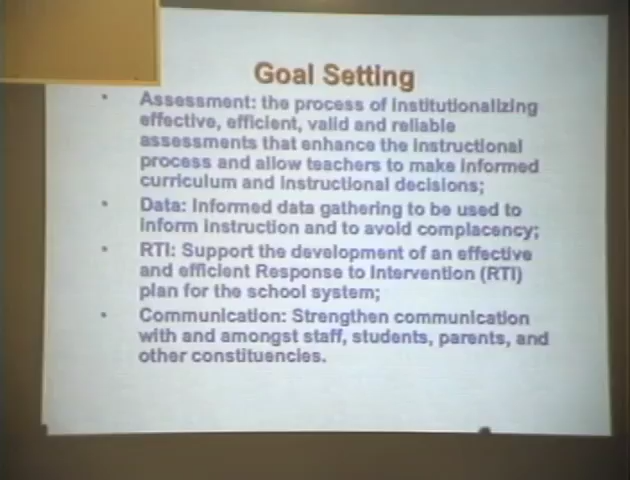 Goal Setting
• Assessment: the process of institutionalizing
effective, efficient, valid and reliable
assessments that enhance the instructional
process and allow teachers to make informed
curriculum and instructional decisions;
• Data: Informed data gathering to be used to
inform instruction and to avoid complacency;
• RTI: Support the development of an effective
and efficient Response to Intervention (RTI)
plan for the school system;
• Communication: Strengthen communication
with and amongst staff, students, parents, and
other constituencies.